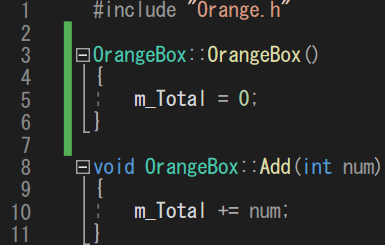 1 #include "Orange.h"
2
3 OrangeBox::OrangeBox()
4 {
5 m_Total = 0;
6 }
7
8 void OrangeBox::Add(int num)
9 {
10 m_Total += num;
11 }